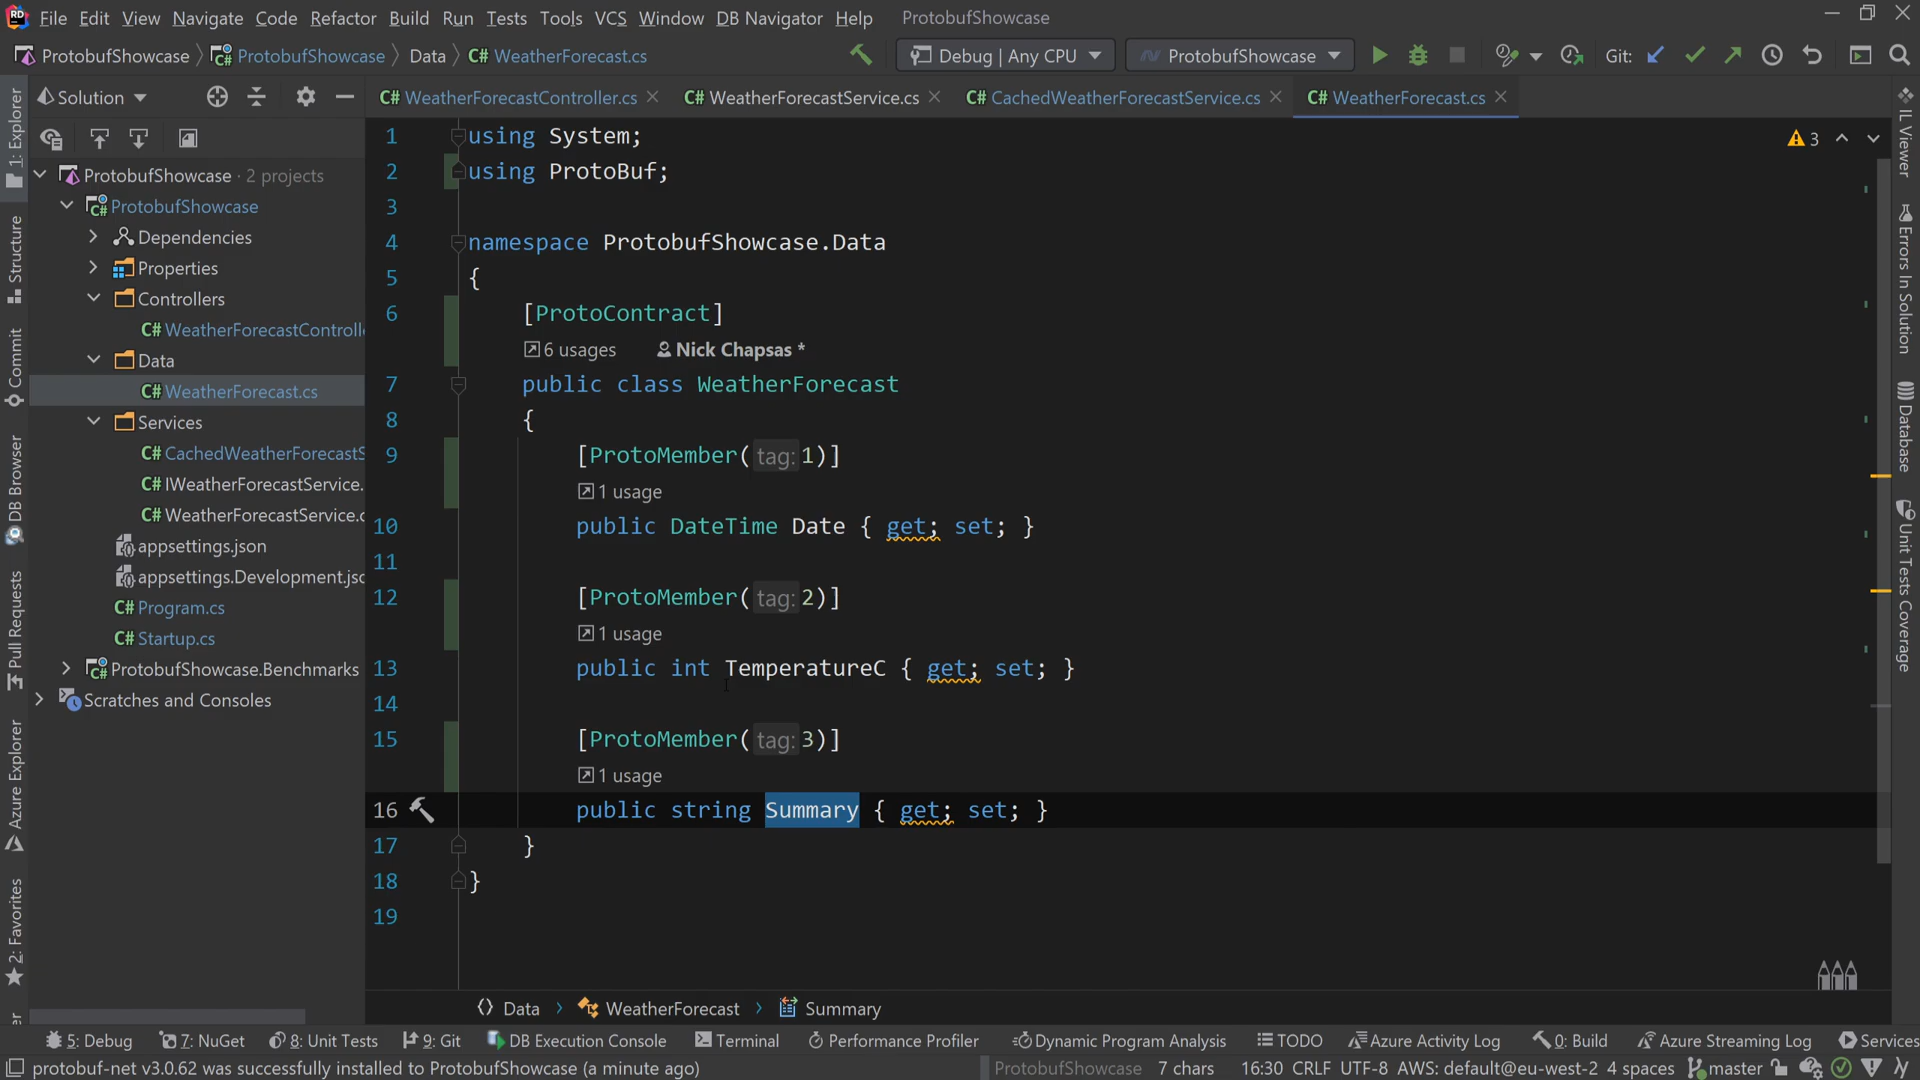 File Edit View Navigate Code Refactor Build Run Tests Tools VCS Window DB Navigator Help ProtobufShowcase
ProtobufShowcase ProtobufShowcase Data C# WeatherForecast.cs Debug | Any CPU ProtobufShowcase Git:
Solution
C# WeatherForecastController.cs C# WeatherForecastService.cs C# CachedWeatherForecastService.cs C# WeatherForecast.cs
ProtobufShowcase · 2 projects
C# ProtobufShowcase
Dependencies
Properties
Controllers
C# WeatherForecastControlle
Data
C# WeatherForecast.cs
Services
C# CachedWeatherForecastS
C# IWeatherForecastService.
C# WeatherForecastService.c
appsettings.json
appsettings.Development.jso
C# Program.cs
C# Startup.cs
C# ProtobufShowcase.Benchmarks
Scratches and Consoles
1: Explorer
Structure
Commit
DB Browser
Pull Requests
Azure Explorer
2: Favorites
1 using System;
2 using ProtoBuf;
3
4 namespace ProtobufShowcase.Data
5 {
6 [ProtoContract]
6 usages Nick Chapsas *
7 public class WeatherForecast
8 {
9 [ProtoMember( tag: 1)]
1 usage
10 public DateTime Date { get; set; }
11
12 [ProtoMember( tag: 2)]
1 usage
13 public int TemperatureC { get; set; }
14
15 [ProtoMember( tag: 3)]
1 usage
16 public string Summary { get; set; }
17 }
18 }
19
3
IL Viewer
Errors In Solution
Database
Unit Tests Coverage
Data WeatherForecast Summary
5: Debug 7: NuGet 8: Unit Tests 9: Git DB Execution Console Terminal Performance Profiler Dynamic Program Analysis TODO Azure Activity Log 0: Build Azure Streaming Log Services
protobuf-net v3.0.62 was successfully installed to ProtobufShowcase (a minute ago) ProtobufShowcase 7 chars 16:30 CRLF UTF-8 AWS: default@eu-west-2 4 spaces master